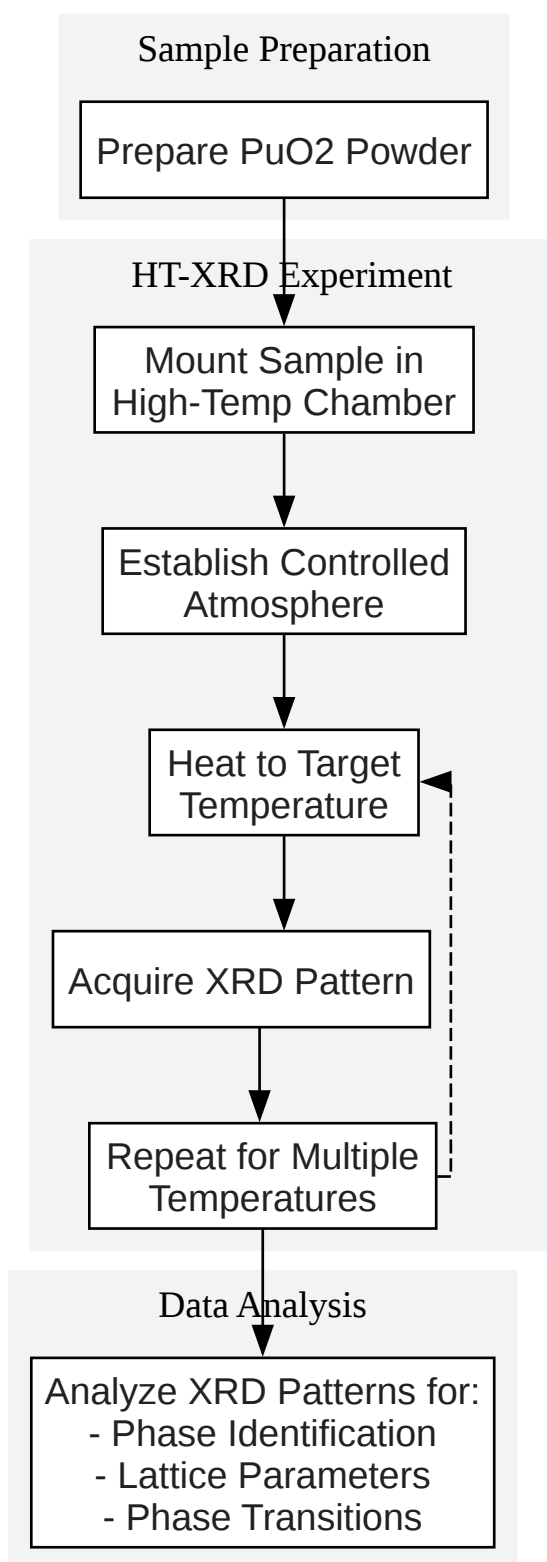 Sample Preparation
Prepare PuO2 Powder
HT-XRD Experiment
Mount Sample in
High-Temp Chamber
Establish Controlled
Atmosphere
Heat to Target
Temperature
Acquire XRD Pattern
Repeat for Multiple
Temperatures
Data Analysis
Analyze XRD Patterns for:
- Phase Identification
- Lattice Parameters
- Phase Transitions